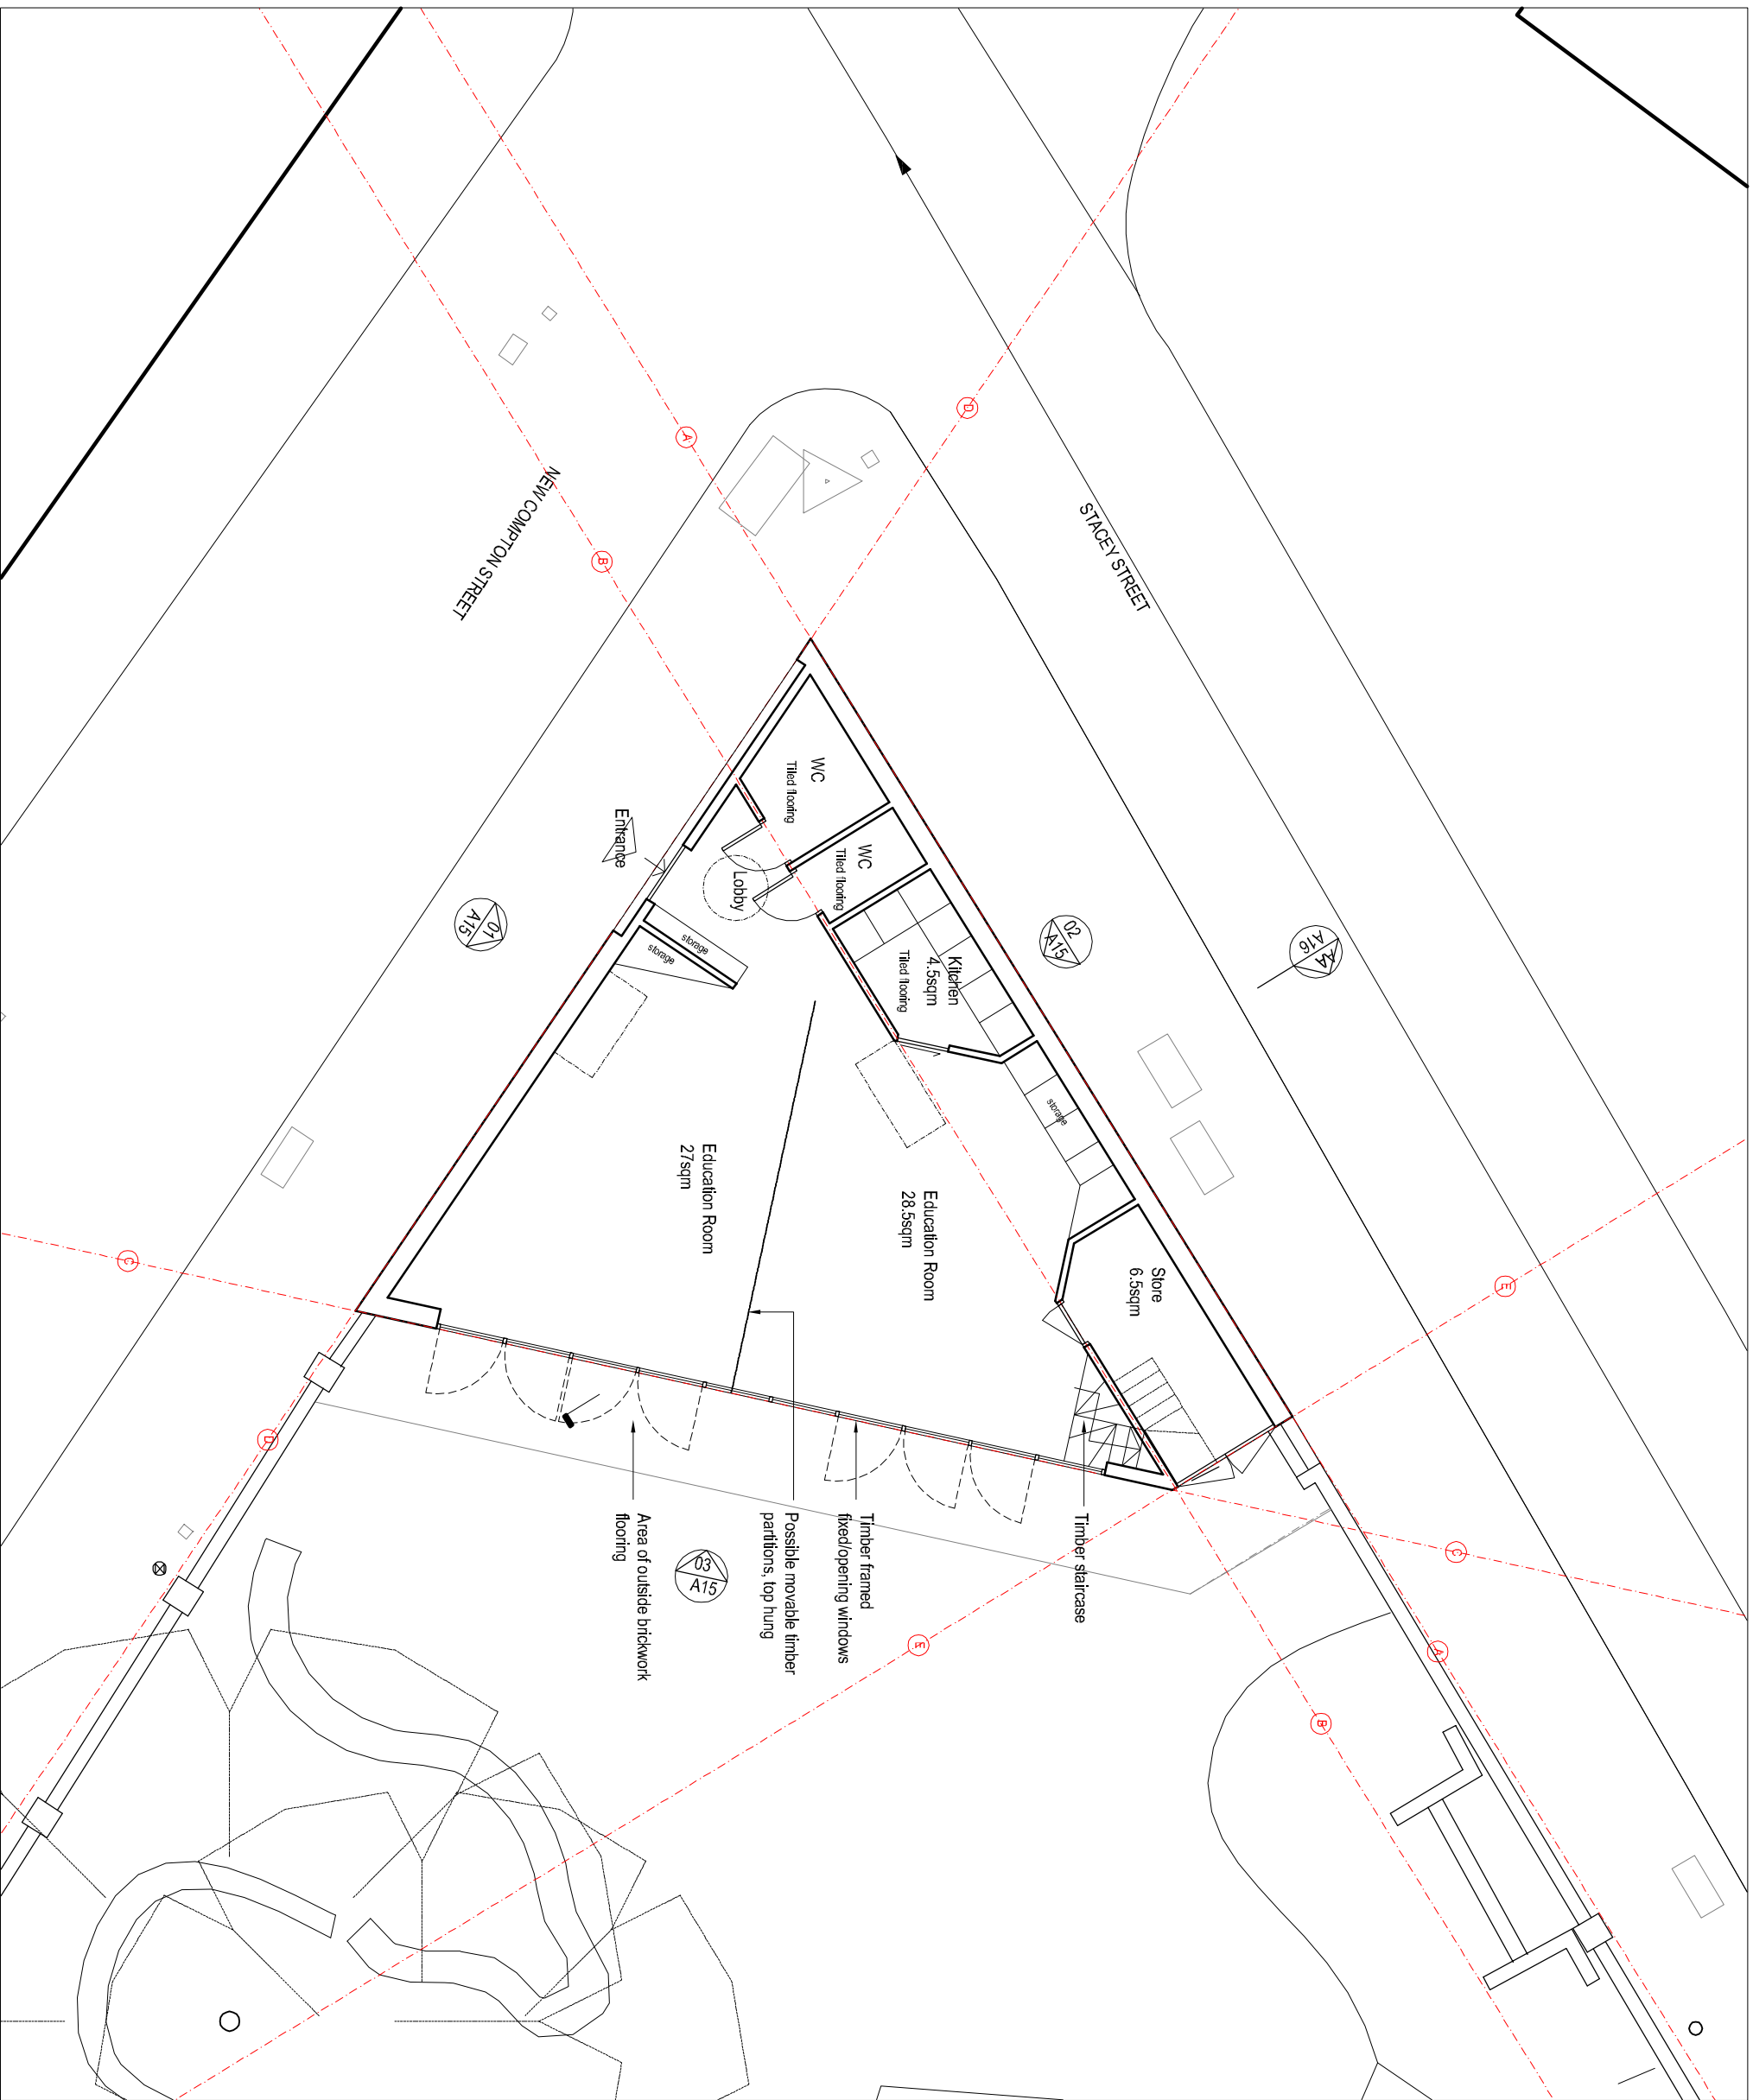 STACEY STREET
NEW COMPTON STREET
AA
A16
02
A15
01
A15
03
A15
WC
Tiled flooring
WC
Tiled flooring
Kitchen
4.5sqm
Tiled flooring
Entrance
Lobby
storage
storage
storage
Store
6.5sqm
Education Room
28.5sqm
Education Room
27sqm
Timber staircase
Timber framed
fixed/opening windows
Possible movable timber
partitions, top hung
Area of outside brickwork
flooring
A
B
D
E
C
C
D
A
B